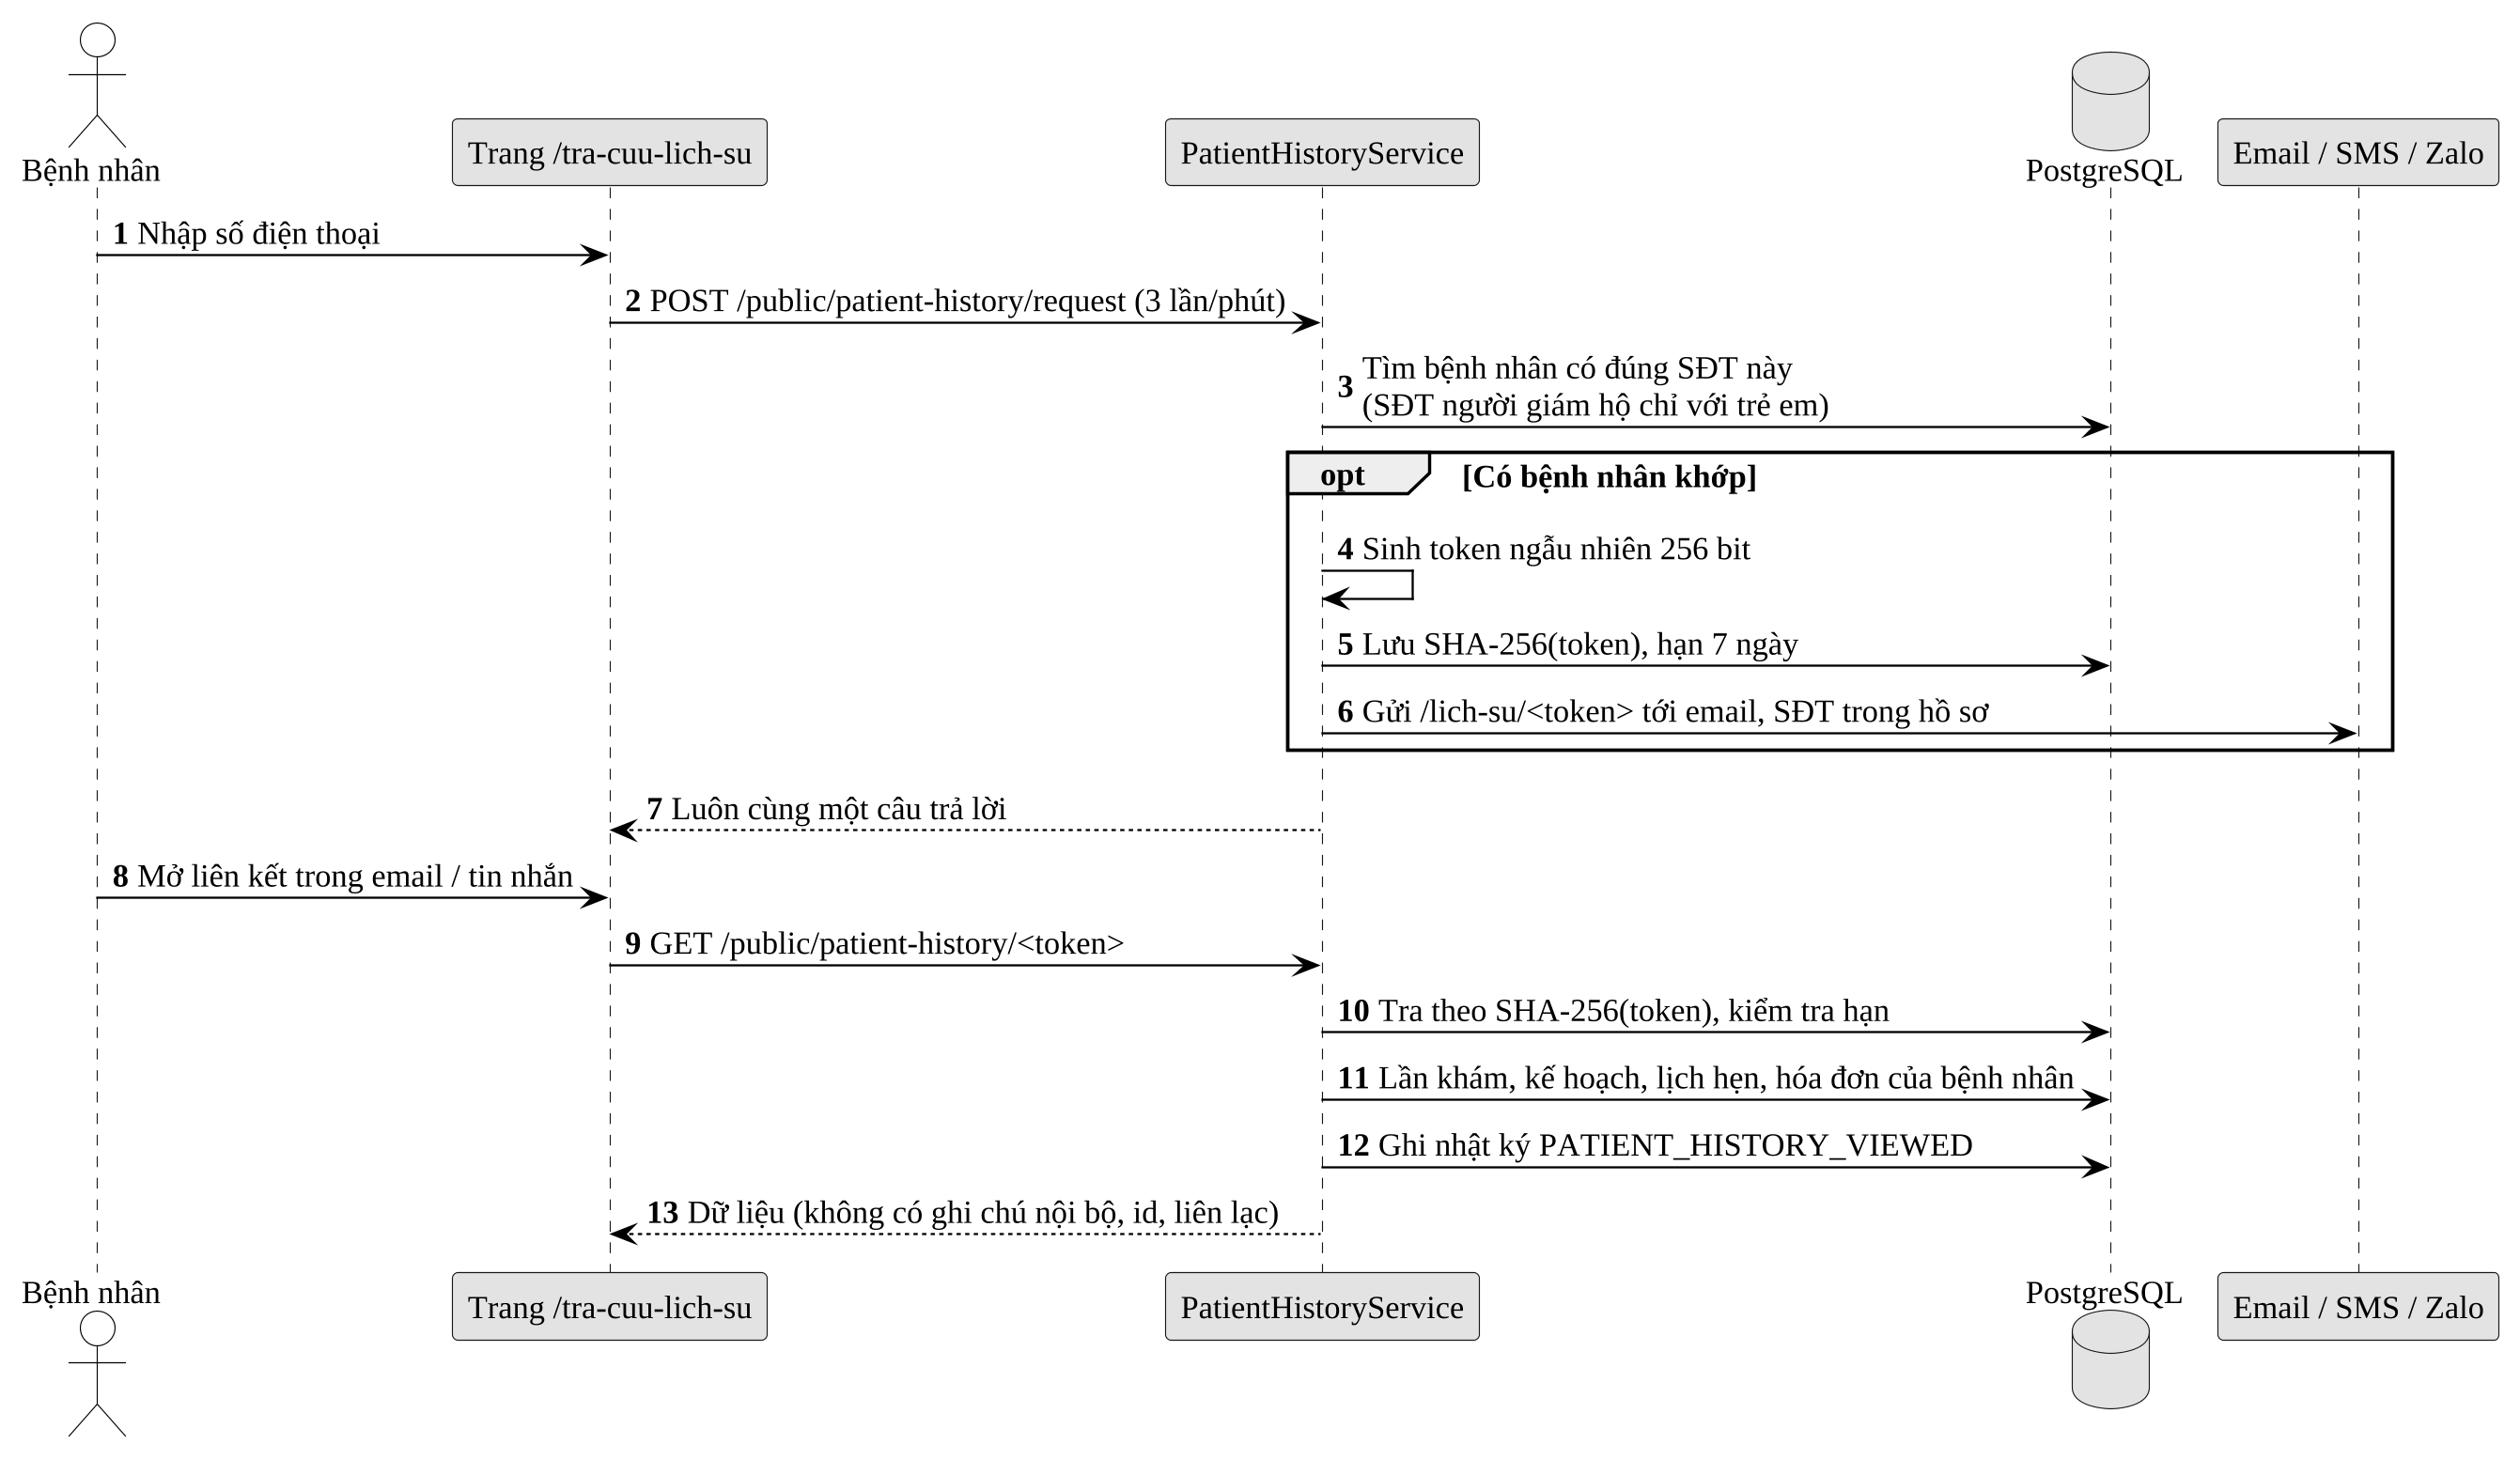 Bệnh nhân
Trang /tra-cuu-lich-su
PatientHistoryService
PostgreSQL
Email / SMS / Zalo
1 Nhập số điện thoại
2 POST /public/patient-history/request (3 lần/phút)
3 Tìm bệnh nhân có đúng SĐT này
(SĐT người giám hộ chỉ với trẻ em)
opt [Có bệnh nhân khớp]
4 Sinh token ngẫu nhiên 256 bit
5 Lưu SHA-256(token), hạn 7 ngày
6 Gửi /lich-su/<token> tới email, SĐT trong hồ sơ
7 Luôn cùng một câu trả lời
8 Mở liên kết trong email / tin nhắn
9 GET /public/patient-history/<token>
10 Tra theo SHA-256(token), kiểm tra hạn
11 Lần khám, kế hoạch, lịch hẹn, hóa đơn của bệnh nhân
12 Ghi nhật ký PATIENT_HISTORY_VIEWED
13 Dữ liệu (không có ghi chú nội bộ, id, liên lạc)
Bệnh nhân
Trang /tra-cuu-lich-su
PatientHistoryService
PostgreSQL
Email / SMS / Zalo